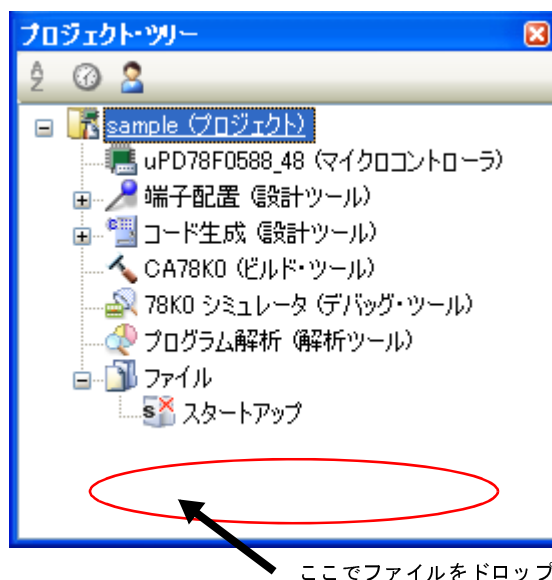 プロジェクト・ツリー
sample (プロジェクト)
uPD78F0588_48 (マイクロコントローラ)
端子配置 (設計ツール)
コード生成 (設計ツール)
CA78K0 (ビルド・ツール)
78K0 シミュレータ (デバッグ・ツール)
プログラム解析 (解析ツール)
ファイル
スタートアップ
ここでファイルをドロップ